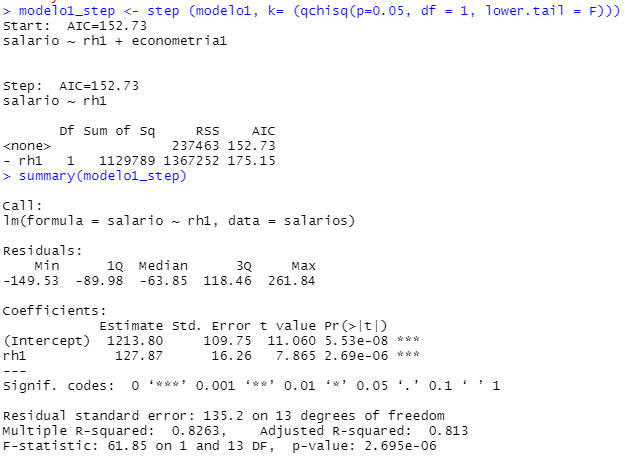 > modelo1_step <- step (modelo1, k= (qchisq(p=0.05, df = 1, lower.tail = F)))
Start:  AIC=152.73
salario ~ rh1 + econometria1
Step:  AIC=152.73
salario ~ rh1
       Df Sum of Sq     RSS    AIC
<none>               237463 152.73
- rh1   1   1129789 1367252 175.15
> summary(modelo1_step)
Call:
lm(formula = salario ~ rh1, data = salarios)
Residuals:
    Min      1Q  Median      3Q     Max
-149.53  -89.98  -63.85  118.46  261.84
Coefficients:
            Estimate Std. Error t value Pr(>|t|)
(Intercept)  1213.80     109.75  11.060 5.53e-08 ***
rh1           127.87      16.26   7.865 2.69e-06 ***
---
Signif. codes:  0 ‘***’ 0.001 ‘**’ 0.01 ‘*’ 0.05 ‘.’ 0.1 ‘ ’ 1
Residual standard error: 135.2 on 13 degrees of freedom
Multiple R-squared:  0.8263,    Adjusted R-squared:  0.813
F-statistic: 61.85 on 1 and 13 DF,  p-value: 2.695e-06